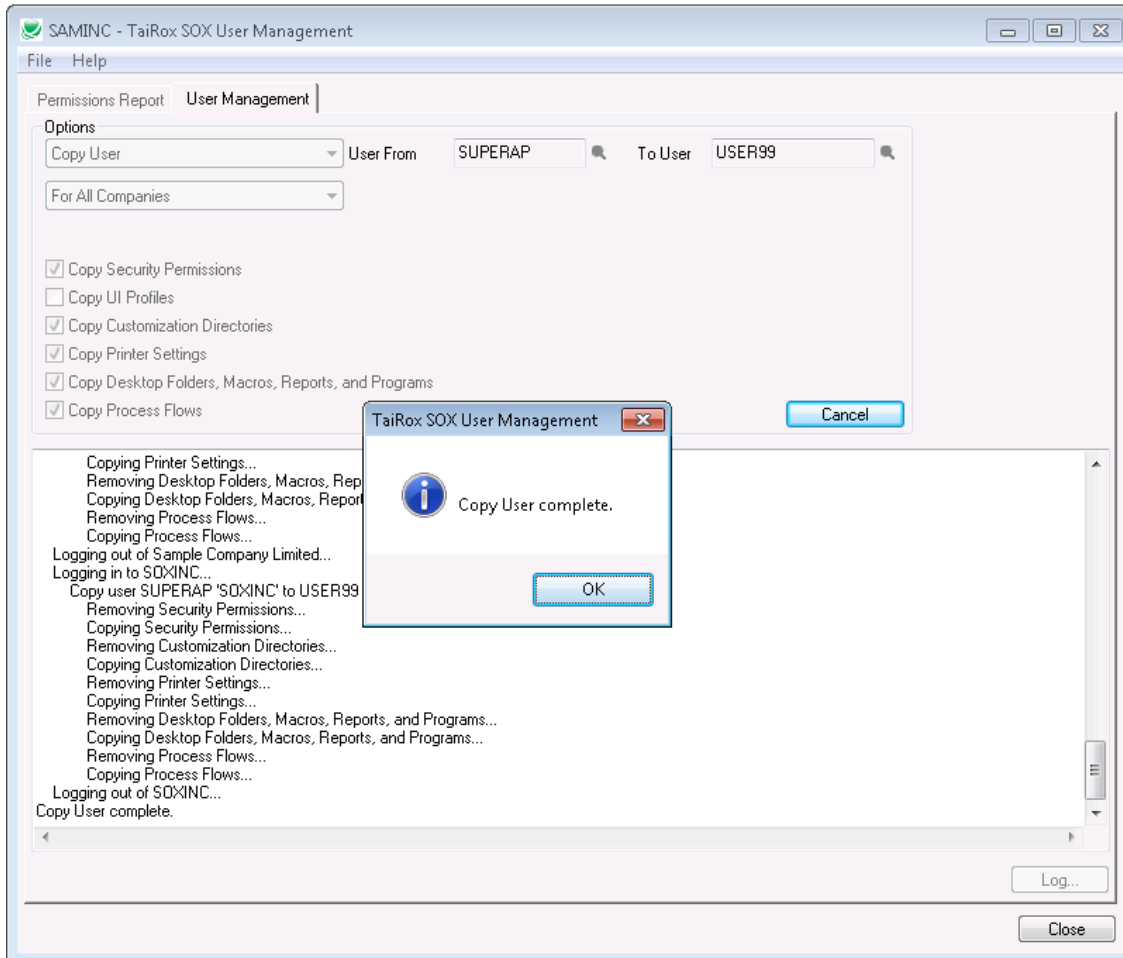 SAMINC - TaiRox SOX User Management
File Help
Permissions Report User Management
Options
Copy User User From SUPERAP To User USER99
For All Companies
Copy Security Permissions
Copy UI Profiles
Copy Customization Directories
Copy Printer Settings
Copy Desktop Folders, Macros, Reports, and Programs
Copy Process Flows
Cancel
TaiRox SOX User Management
Copy User complete.
OK
Copying Printer Settings...
Removing Desktop Folders, Macros, Rep
Copying Desktop Folders, Macros, Report
Removing Process Flows...
Copying Process Flows...
Logging out of Sample Company Limited...
Logging in to SOXINC...
Copy user SUPERAP 'SOXINC' to USER99
Removing Security Permissions...
Copying Security Permissions...
Removing Customization Directories...
Copying Customization Directories...
Removing Printer Settings...
Copying Printer Settings...
Removing Desktop Folders, Macros, Reports, and Programs...
Copying Desktop Folders, Macros, Reports, and Programs...
Removing Process Flows...
Copying Process Flows...
Logging out of SOXINC...
Copy User complete.
Log...
Close